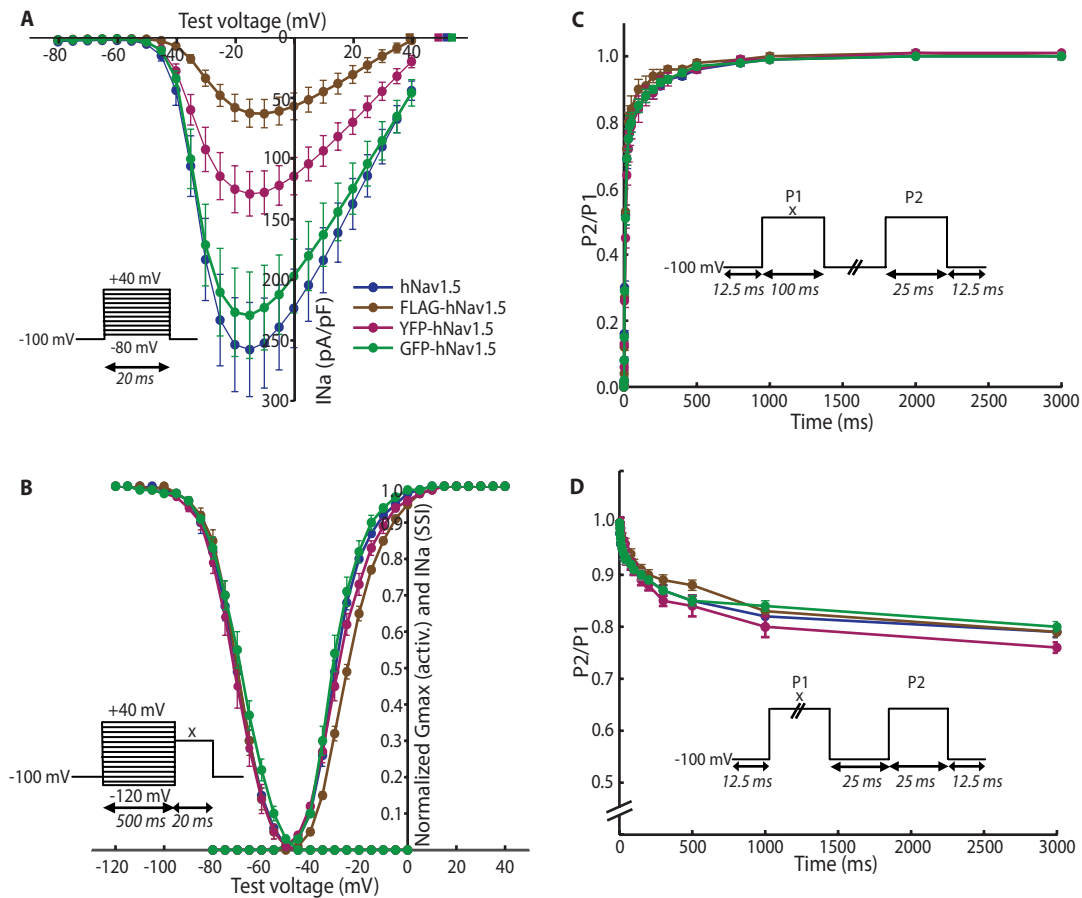 A
Test voltage (mV)
-80 -60 -40 -20 0 20 40
50
100
150
200
250
300
INa (pA/pF)
+40 mV
-100 mV
-80 mV
20 ms
hNav1.5
FLAG-hNav1.5
YFP-hNav1.5
GFP-hNav1.5
C
P2/P1
1.0
0.8
0.6
0.4
0.2
0.0
0 500 1000 1500 2000 2500 3000
Time (ms)
P1
x
P2
-100 mV
12.5 ms 100 ms 25 ms 12.5 ms
B
Normalized Gmax (activ.) and INa (SSI)
1.0
0.9
0.8
0.7
0.6
0.5
0.4
0.3
0.2
0.1
+40 mV
x
-100 mV
-120 mV
500 ms 20 ms
-120 -100 -80 -60 -40 -20 0 20 40
Test voltage (mV)
D
P2/P1
1.0
0.9
0.8
0.7
0.6
0.5
0 500 1000 1500 2000 2500 3000
Time (ms)
P1
x
P2
-100 mV
12.5 ms 25 ms 25 ms 12.5 ms